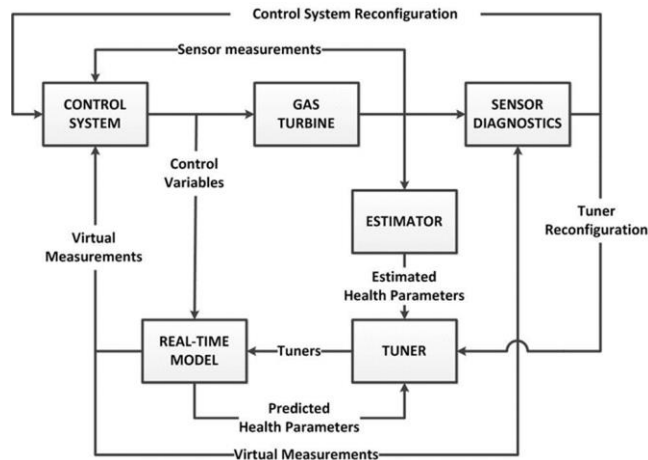 Control System Reconfiguration
Sensor measurements
CONTROL
SYSTEM
GAS
TURBINE
SENSOR
DIAGNOSTICS
Control
Variables
ESTIMATOR
Tuner
Reconfiguration
Virtual
Measurements
Estimated
Health Parameters
REAL-TIME
MODEL
Tuners
TUNER
Predicted
Health Parameters
Virtual Measurements